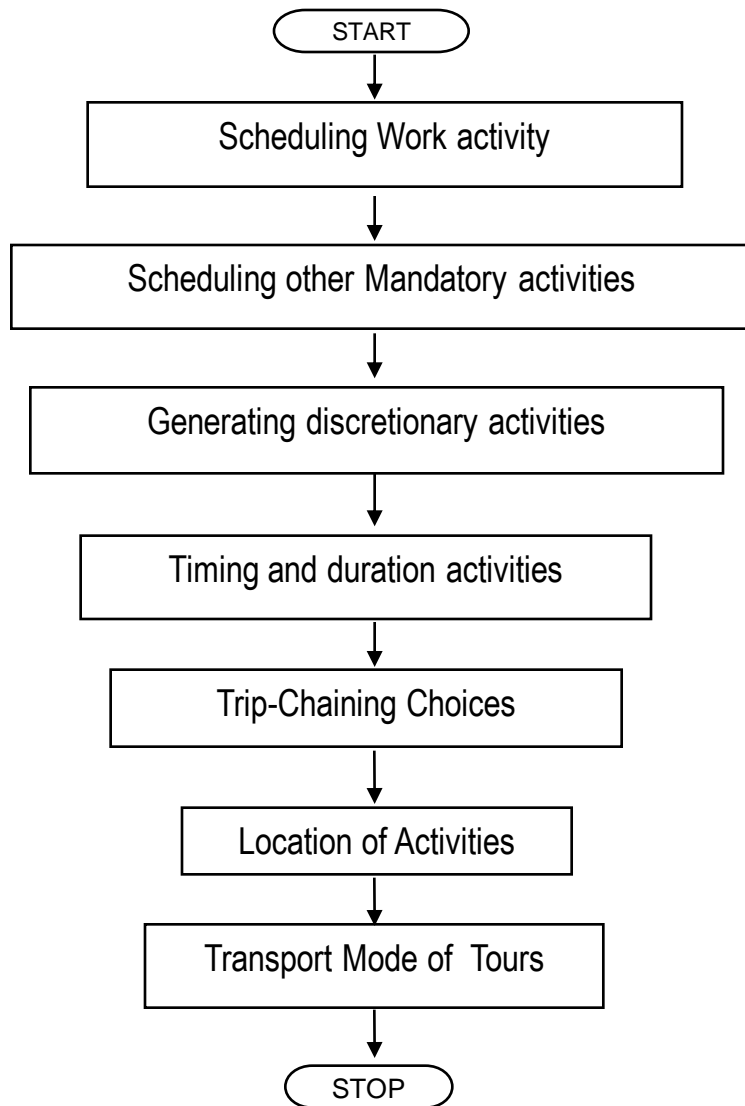 START
Scheduling Work activity
Scheduling other Mandatory activities
Generating discretionary activities
Timing and duration activities
Trip-Chaining Choices
Location of Activities
Transport Mode of Tours
STOP